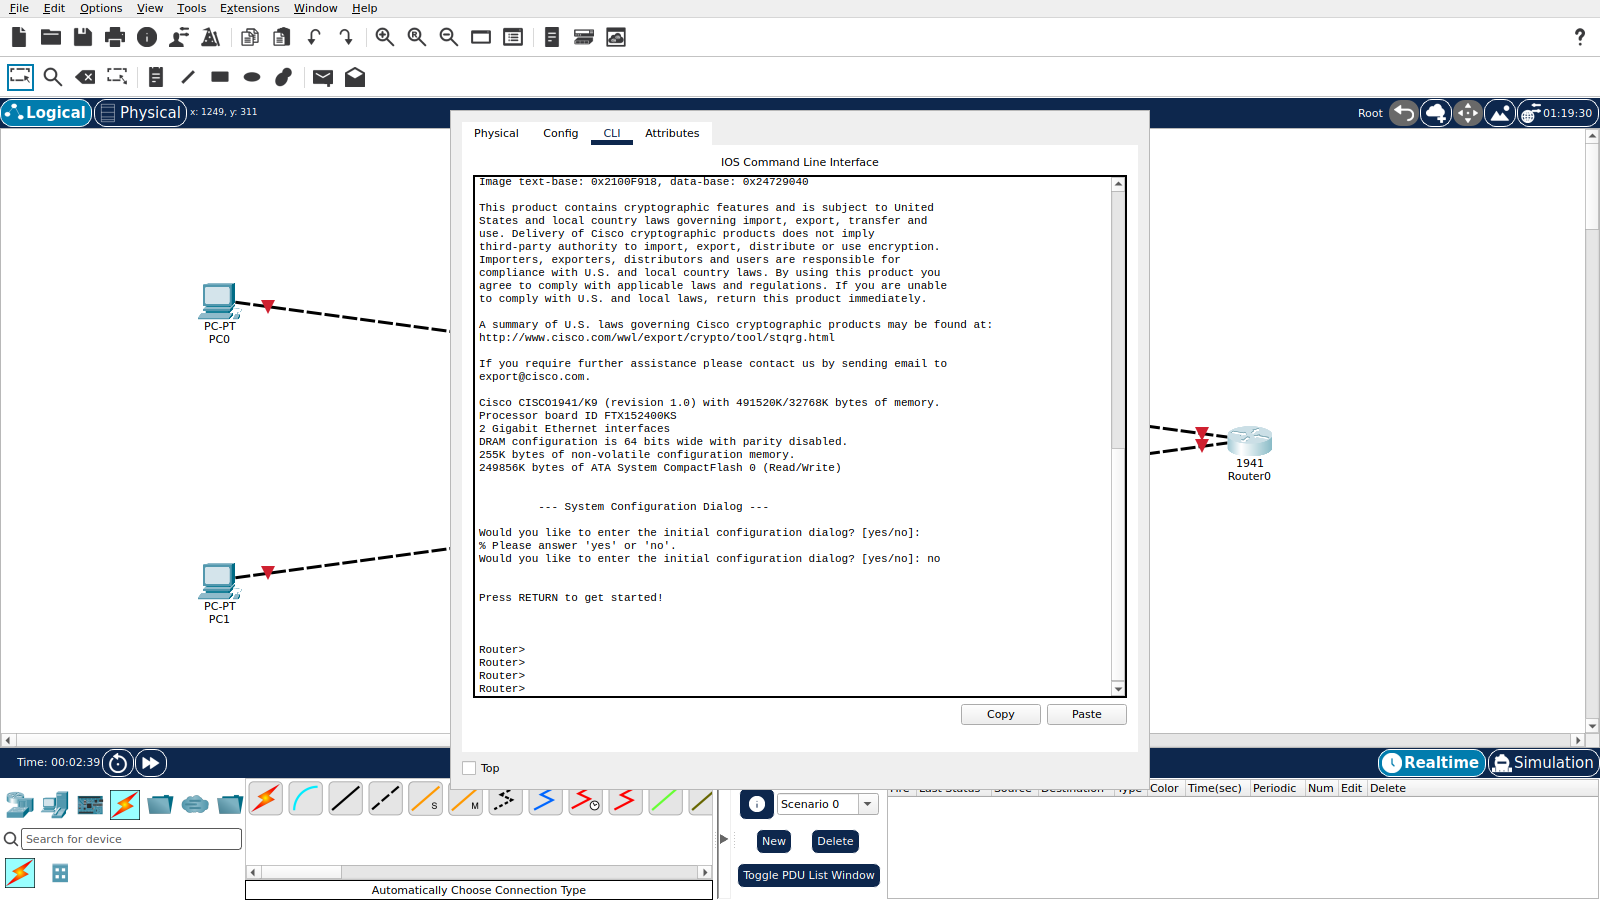 File Edit Options View Tools Extensions Window Help
Logical Physical x: 1249, y: 311 Root 01:19:30
Physical Config CLI Attributes
IOS Command Line Interface
Image text-base: 0x2100F918, data-base: 0x24729040
This product contains cryptographic features and is subject to United
States and local country laws governing import, export, transfer and
use. Delivery of Cisco cryptographic products does not imply
third-party authority to import, export, distribute or use encryption.
Importers, exporters, distributors and users are responsible for
compliance with U.S. and local country laws. By using this product you
agree to comply with applicable laws and regulations. If you are unable
to comply with U.S. and local laws, return this product immediately.
A summary of U.S. laws governing Cisco cryptographic products may be found at:
http://www.cisco.com/wwl/export/crypto/tool/stqrg.html
If you require further assistance please contact us by sending email to
export@cisco.com.
Cisco CISCO1941/K9 (revision 1.0) with 491520K/32768K bytes of memory.
Processor board ID FTX152400KS
2 Gigabit Ethernet interfaces
DRAM configuration is 64 bits wide with parity disabled.
255K bytes of non-volatile configuration memory.
249856K bytes of ATA System CompactFlash 0 (Read/Write)
--- System Configuration Dialog ---
Would you like to enter the initial configuration dialog? [yes/no]:
% Please answer 'yes' or 'no'.
Would you like to enter the initial configuration dialog? [yes/no]: no
Press RETURN to get started!
Router>
Router>
Router>
Router>
Copy Paste
Top
PC-PT
PC0
PC-PT
PC1
1941
Router0
Time: 00:02:39 Realtime Simulation
Search for device
S M
Automatically Choose Connection Type
Scenario 0
New Delete
Toggle PDU List Window
Fire Last Status Source Destination Type Color Time(sec) Periodic Num Edit Delete